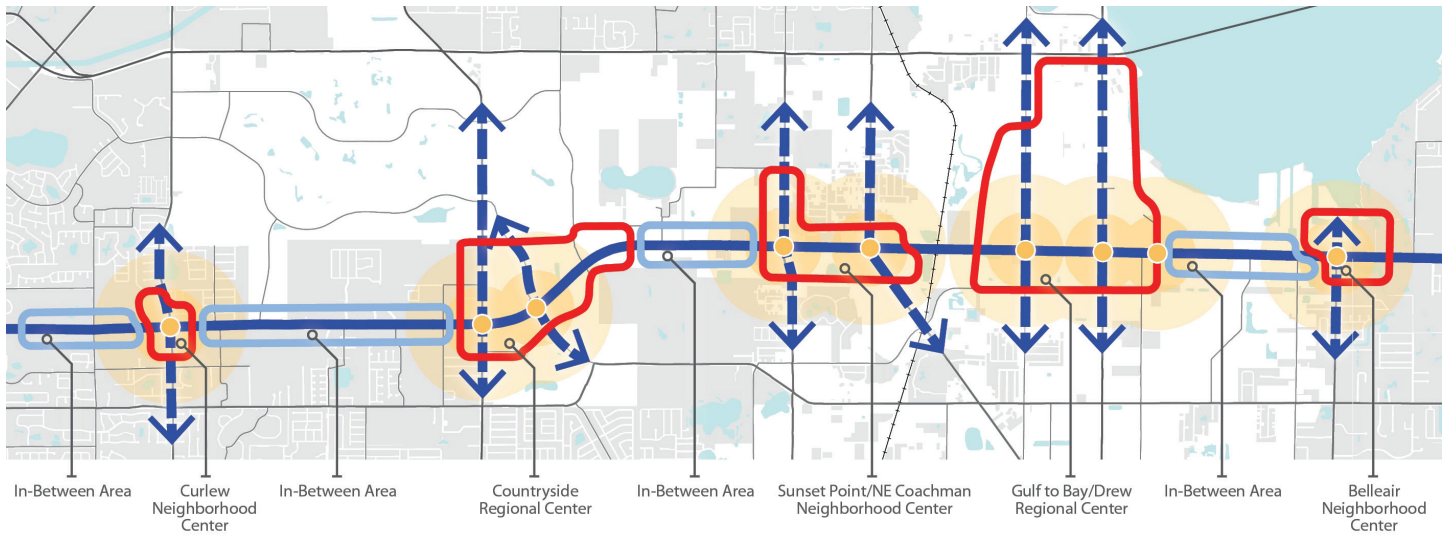 In-Between Area
Curlew
Neighborhood
Center
In-Between Area
Countryside
Regional Center
In-Between Area
Sunset Point/NE Coachman
Neighborhood Center
Gulf to Bay/Drew
Regional Center
In-Between Area
Belleair
Neighborhood
Center